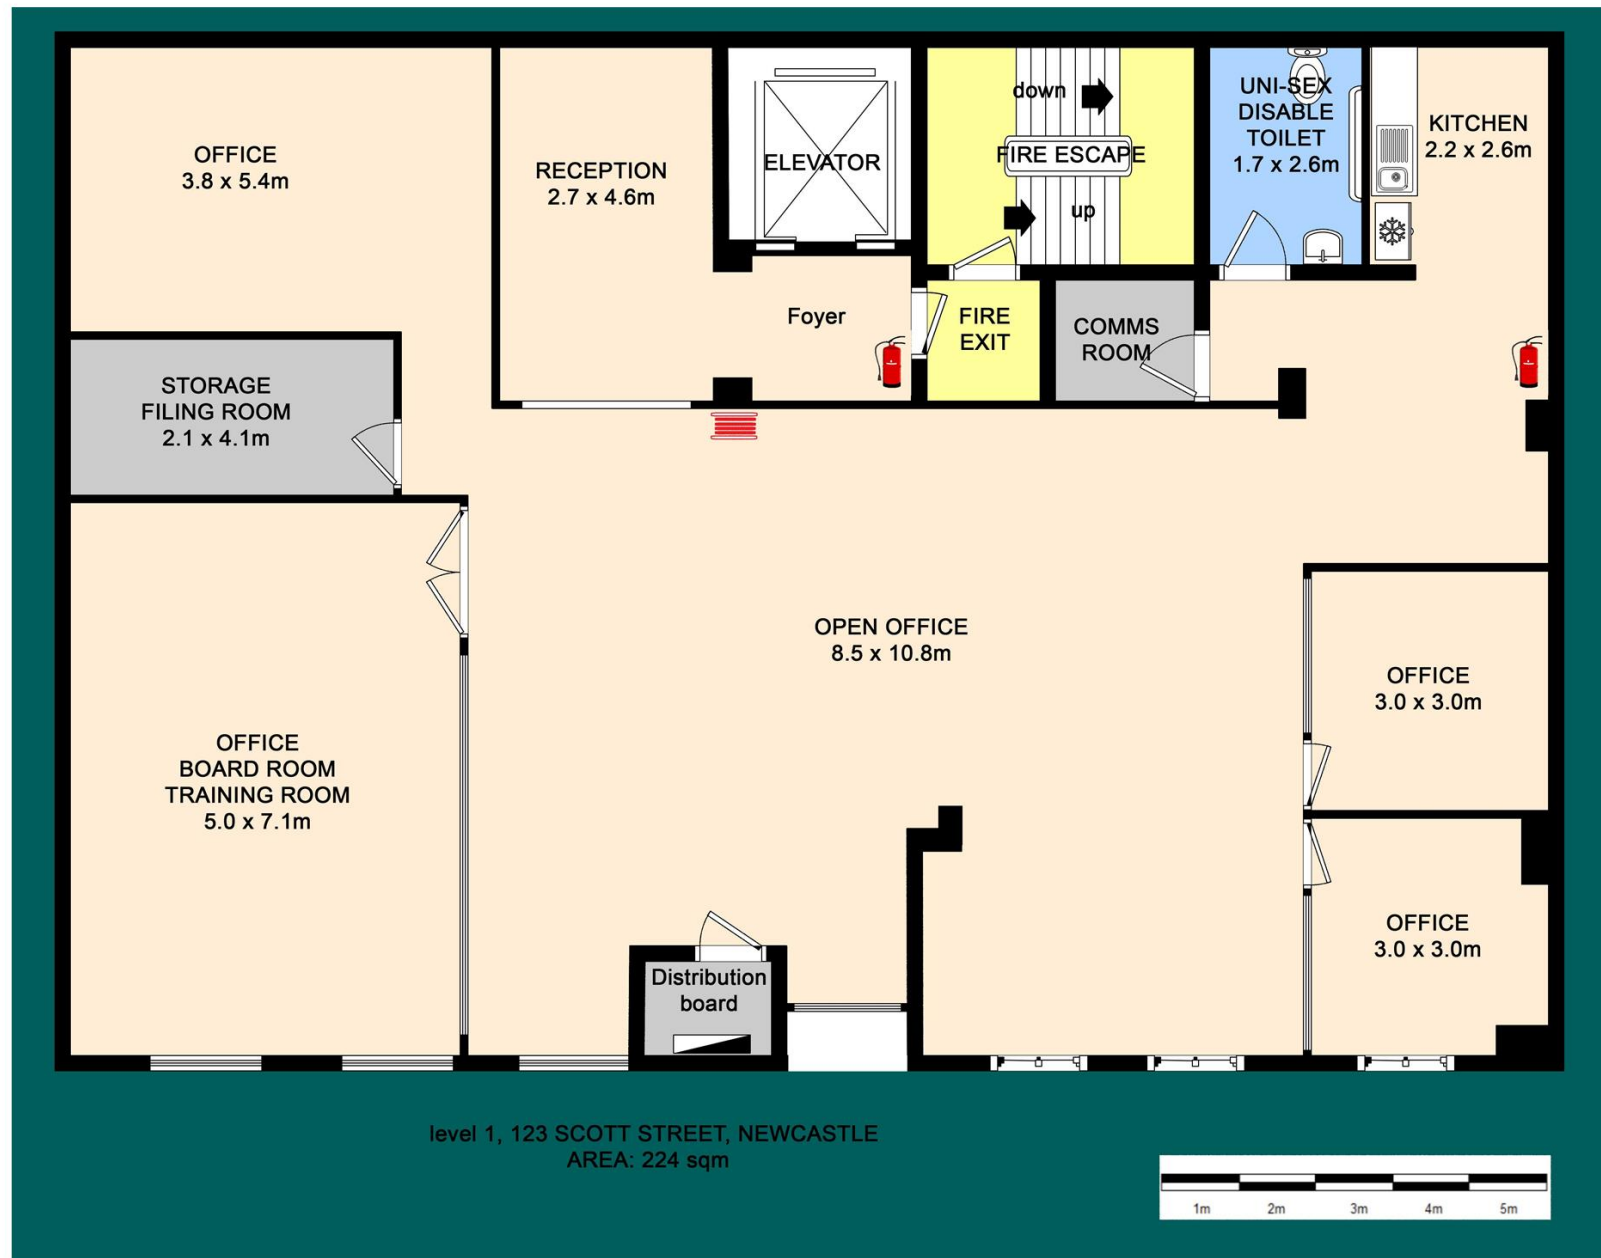 OFFICE
3.8 x 5.4m
RECEPTION
2.7 x 4.6m
ELEVATOR
down
FIRE ESCAPE
up
UNI-SEX
DISABLE
TOILET
1.7 x 2.6m
KITCHEN
2.2 x 2.6m
Foyer
FIRE
EXIT
COMMS
ROOM
STORAGE
FILING ROOM
2.1 x 4.1m
OPEN OFFICE
8.5 x 10.8m
OFFICE
3.0 x 3.0m
OFFICE
BOARD ROOM
TRAINING ROOM
5.0 x 7.1m
OFFICE
3.0 x 3.0m
Distribution
board
level 1, 123 SCOTT STREET, NEWCASTLE
AREA: 224 sqm
1m 2m 3m 4m 5m